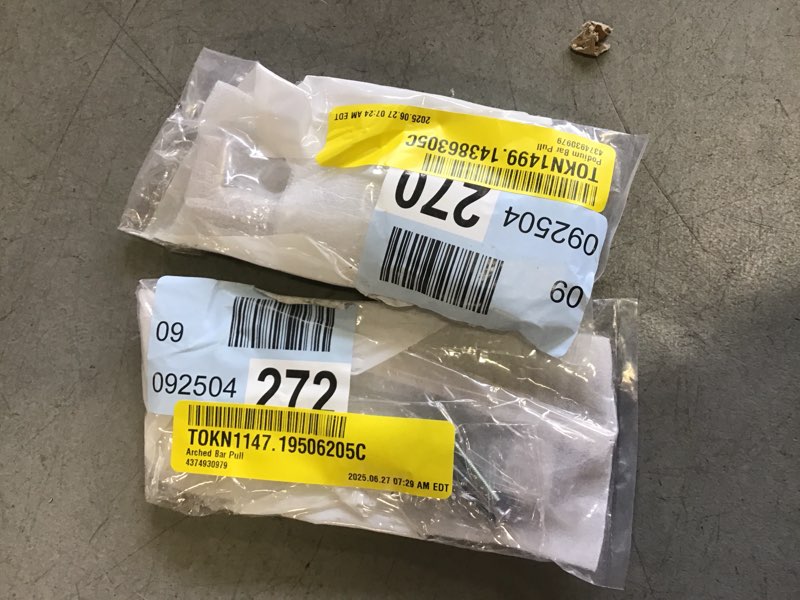 2025.06.27 07:24 AM EDT
TOKN1499.14386305C
Podium Bar Pull
4374930979
270
092504
09
09
092504
272
TOKN1147.19506205C
Arched Bar Pull
4374930979
2025.06.27 07:29 AM EDT